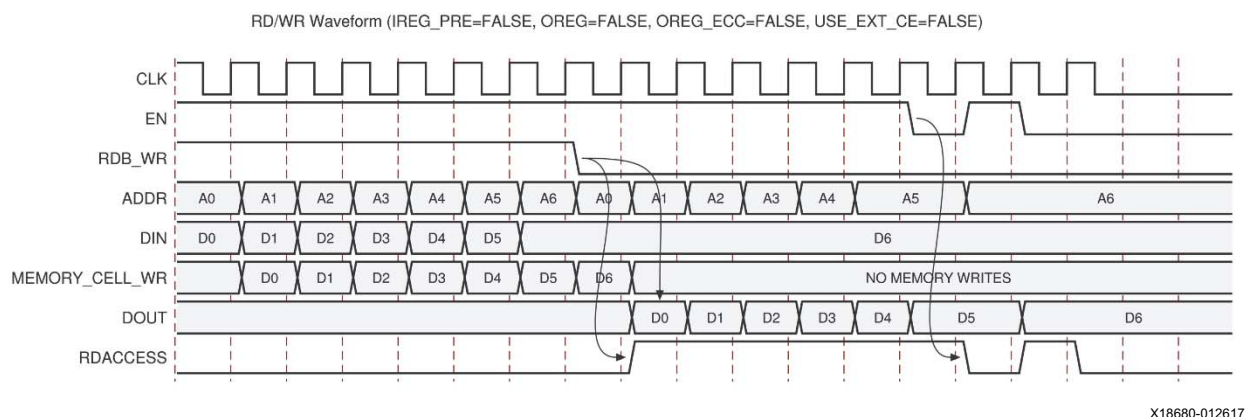 RD/WR Waveform (IREG_PRE=FALSE, OREG=FALSE, OREG_ECC=FALSE, USE_EXT_CE=FALSE)
CLK
EN
RDB_WR
ADDR A0 A1 A2 A3 A4 A5 A6 A0 A1 A2 A3 A4 A5 A6
DIN D0 D1 D2 D3 D4 D5 D6
MEMORY_CELL_WR D0 D1 D2 D3 D4 D5 D6 NO MEMORY WRITES
DOUT D0 D1 D2 D3 D4 D5 D6
RDACCESS
X18680-012617